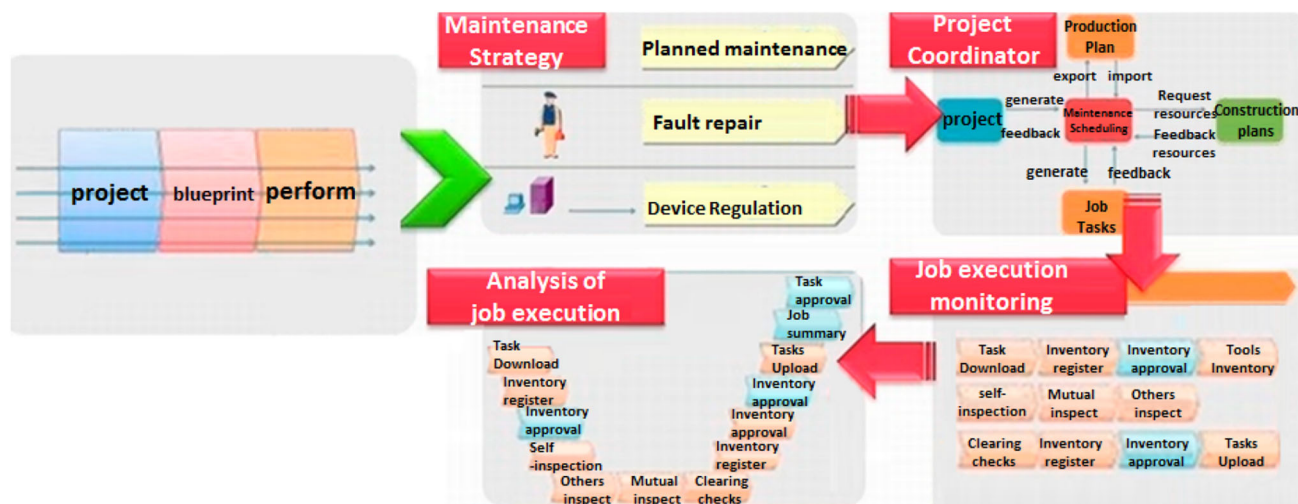 project
blueprint
perform
Maintenance
Strategy
Planned maintenance
Fault repair
Device Regulation
Project
Coordinator
Production
Plan
export
import
project
generate
feedback
Maintenance
Scheduling
Request
resources
Feedback
resources
Construction
plans
generate
feedback
Job
Tasks
Job execution
monitoring
Task
Download
Inventory
register
Inventory
approval
Tools
Inventory
self-
inspection
Mutual
inspect
Others
inspect
Clearing
checks
Inventory
register
Inventory
approval
Tasks
Upload
Analysis of
job execution
Task
Download
Inventory
register
Inventory
approval
Self
-inspection
Others
inspect
Mutual
inspect
Clearing
checks
Inventory
register
Inventory
approval
Inventory
approval
Tasks
Upload
Job
summary
Task
approval